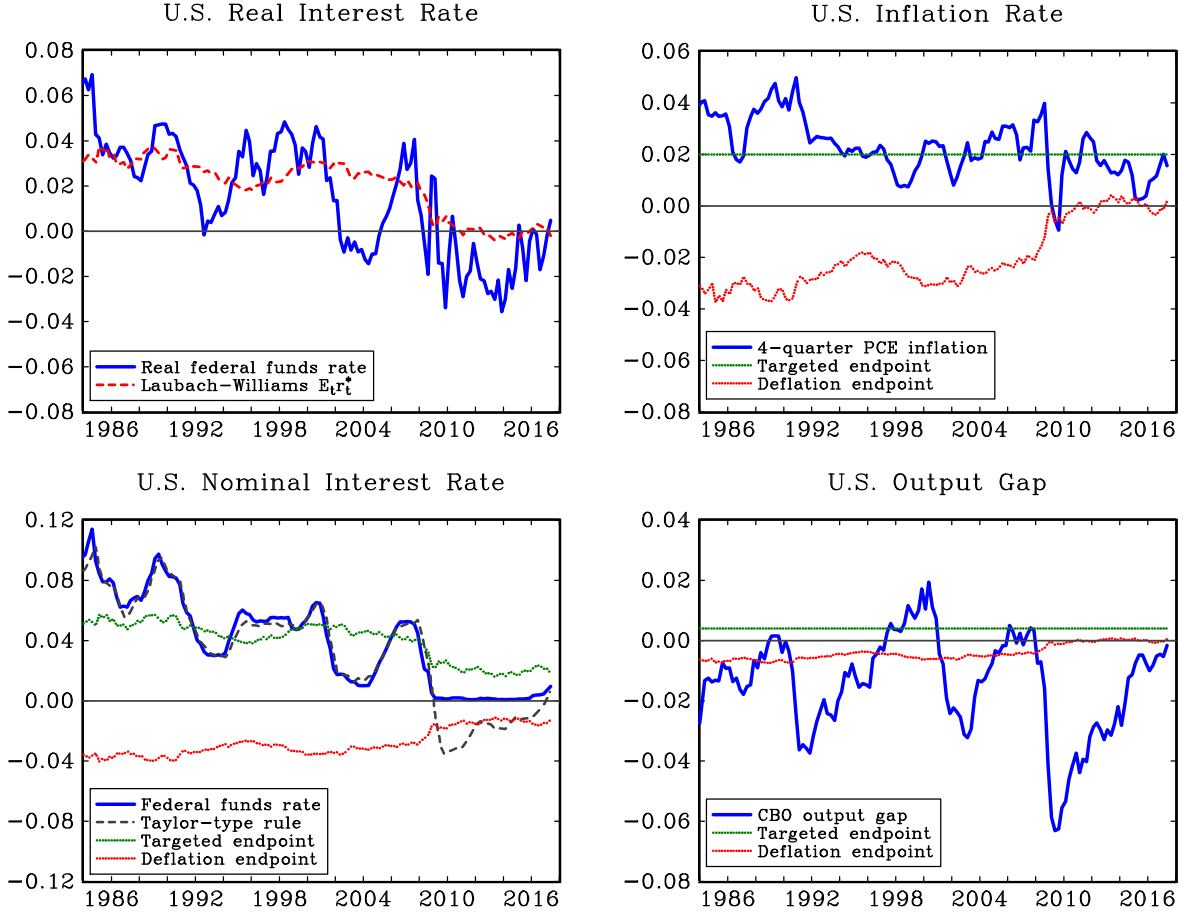 U.S. Real Interest Rate
0.08
0.06
0.04
0.02
0.00
−0.02
−0.04
−0.06
−0.08
Real federal funds rate
Laubach−Williams Eₜrₜ*
1986 1992 1998 2004 2010 2016
U.S. Inflation Rate
0.06
0.04
0.02
0.00
−0.02
−0.04
−0.06
−0.08
4−quarter PCE inflation
Targeted endpoint
Deflation endpoint
1986 1992 1998 2004 2010 2016
U.S. Nominal Interest Rate
0.12
0.08
0.04
0.00
−0.04
−0.08
−0.12
Federal funds rate
Taylor−type rule
Targeted endpoint
Deflation endpoint
1986 1992 1998 2004 2010 2016
U.S. Output Gap
0.04
0.02
0.00
−0.02
−0.04
−0.06
−0.08
CBO output gap
Targeted endpoint
Deflation endpoint
1986 1992 1998 2004 2010 2016